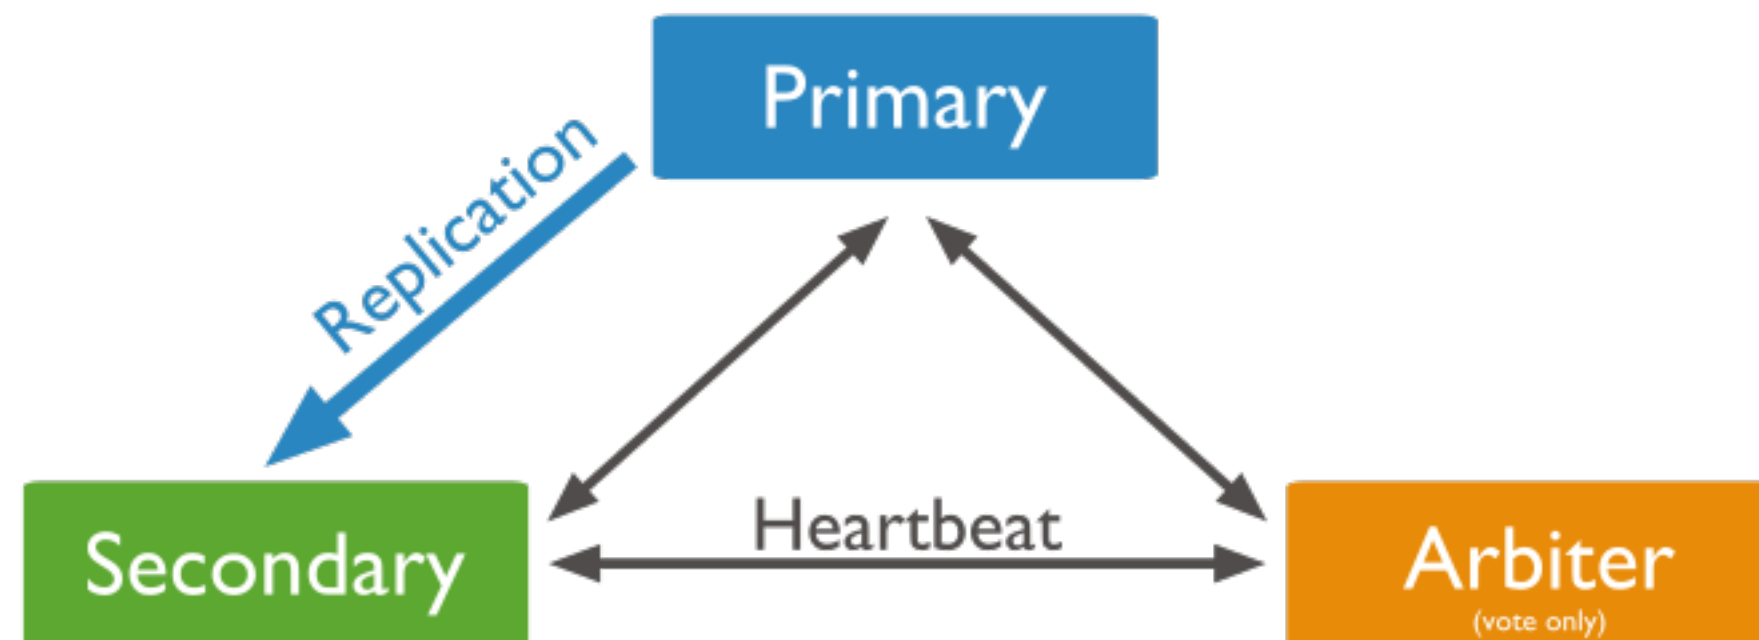 Primary
Replication
Heartbeat
Secondary
Arbiter
(vote only)